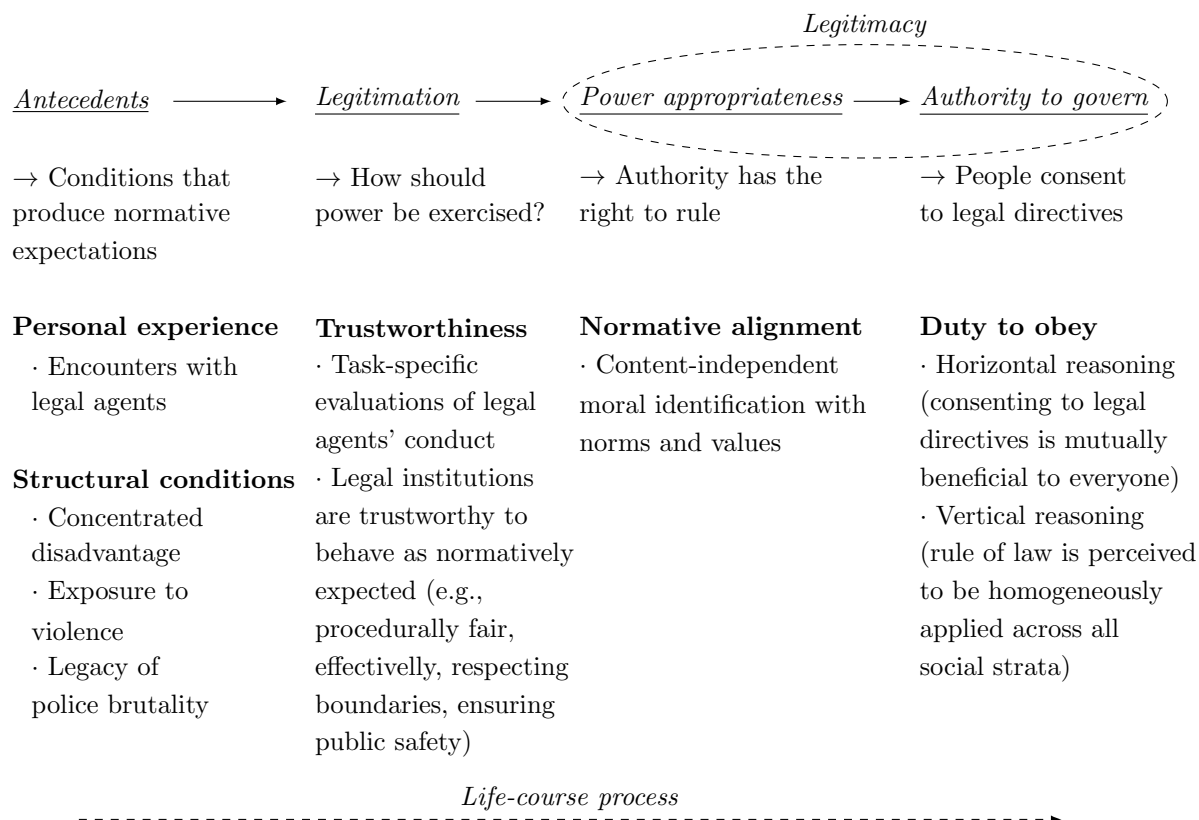 Legitimacy
Antecedents
Legitimation
Power appropriateness
Authority to govern
→ Conditions that
produce normative
expectations
→ How should
power be exercised?
→ Authority has the
right to rule
→ People consent
to legal directives
Personal experience
· Encounters with
legal agents
Structural conditions
· Concentrated
disadvantage
· Exposure to
violence
· Legacy of
police brutality
Trustworthiness
· Task-specific
evaluations of legal
agents’ conduct
· Legal institutions
are trustworthy to
behave as normatively
expected (e.g.,
procedurally fair,
effectivelly, respecting
boundaries, ensuring
public safety)
Normative alignment
· Content-independent
moral identification with
norms and values
Duty to obey
· Horizontal reasoning
(consenting to legal
directives is mutually
beneficial to everyone)
· Vertical reasoning
(rule of law is perceived
to be homogeneously
applied across all
social strata)
Life-course process